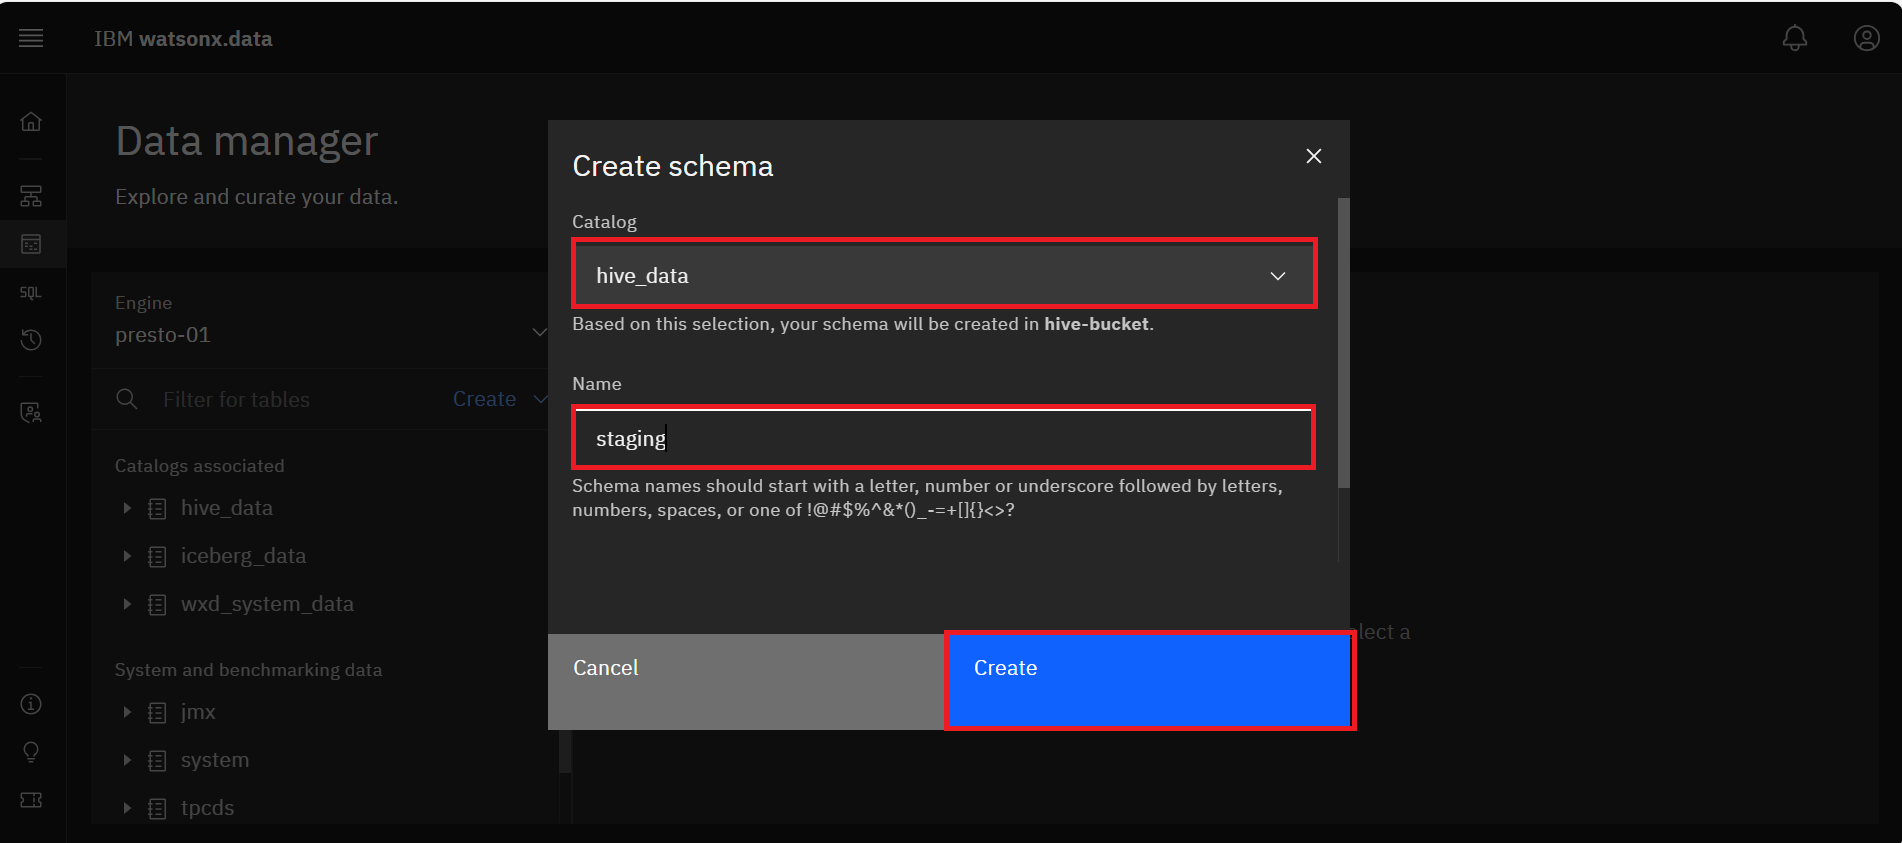 IBM watsonx.data
Data manager
Explore and curate your data.
SQL
Engine
presto-01
Filter for tables
Create
Catalogs associated
hive_data
iceberg_data
wxd_system_data
System and benchmarking data
jmx
system
tpcds
Create schema
Catalog
hive_data
Based on this selection, your schema will be created in hive-bucket.
Name
staging
Schema names should start with a letter, number or underscore followed by letters,
numbers, spaces, or one of !@#$%^&*()_-=+[]{}<>?
Cancel
Create
a